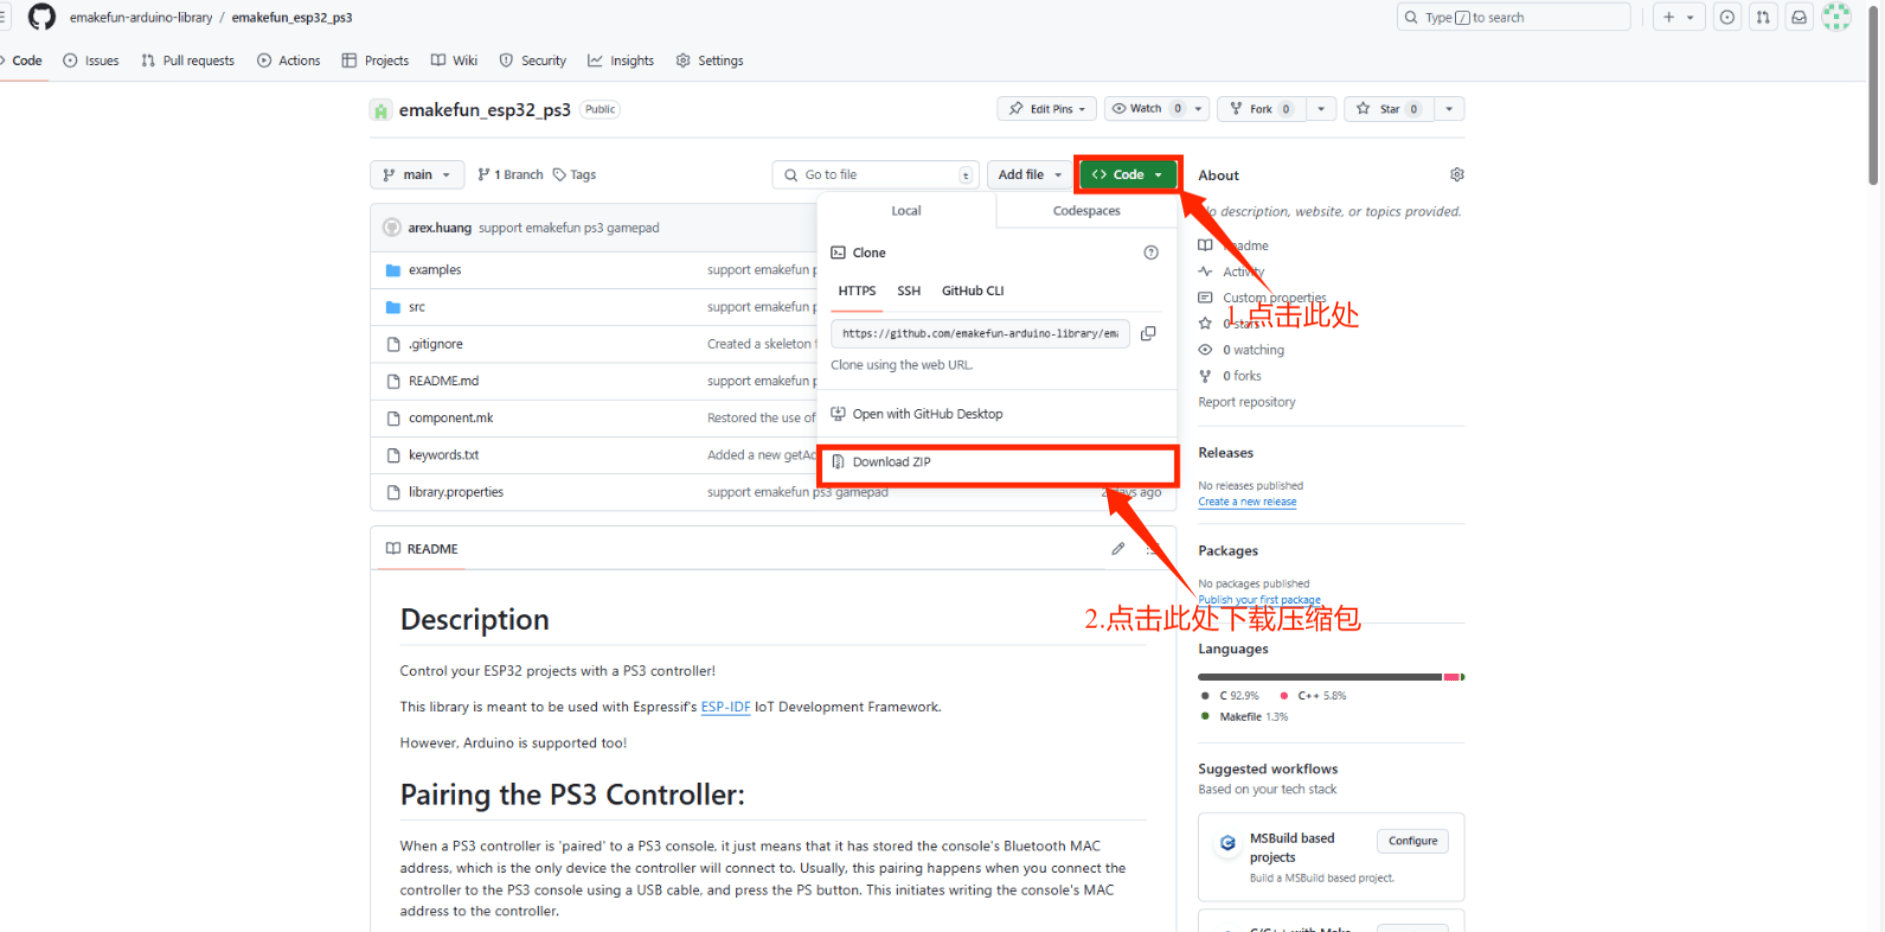 emakefun-arduino-library / emakefun_esp32_ps3
Type / to search
Code Issues Pull requests Actions Projects Wiki Security Insights Settings
emakefun_esp32_ps3 Public
Edit Pins Watch 0 Fork 0 Star 0
main 1 Branch Tags Go to file t Add file Code
About
No description, website, or topics provided.
Readme
Activity
Custom properties
0 stars
0 watching
0 forks
Report repository
1.点击此处
Local Codespaces
Clone
HTTPS SSH GitHub CLI
https://github.com/emakefun-arduino-library/em
Clone using the web URL.
Open with GitHub Desktop
Download ZIP
arex.huang support emakefun ps3 gamepad
examples support emakefun p
src support emakefun p
.gitignore Created a skeleton
README.md support emakefun p
component.mk Restored the use of
keywords.txt Added a new getAd
library.properties support emakefun ps3 gamepad 2 days ago
2.点击此处下载压缩包
Releases
No releases published
Create a new release
Packages
No packages published
Publish your first package
Languages
C 92.9% C++ 5.8%
Makefile 1.3%
Suggested workflows
Based on your tech stack
MSBuild based
projects
Configure
Build a MSBuild based project.
README
Description
Control your ESP32 projects with a PS3 controller!
This library is meant to be used with Espressif's ESP-IDF IoT Development Framework.
However, Arduino is supported too!
Pairing the PS3 Controller:
When a PS3 controller is 'paired' to a PS3 console, it just means that it has stored the console's Bluetooth MAC
address, which is the only device the controller will connect to. Usually, this pairing happens when you connect the
controller to the PS3 console using a USB cable, and press the PS button. This initiates writing the console's MAC
address to the controller.